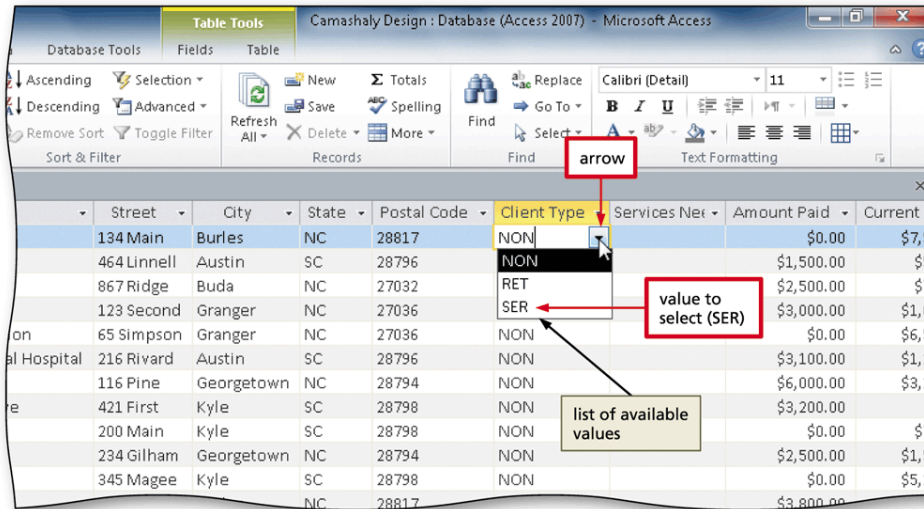 Table Tools
Camashaly Design : Database (Access 2007) - Microsoft Access
Database Tools Fields Table
Ascending Selection New Σ Totals Replace Calibri (Detail) 11
Descending Advanced Save Spelling Go To B I U
Remove Sort Toggle Filter Refresh All Delete More Find Select A
Sort & Filter Records Find Text Formatting
arrow
Street City State Postal Code Client Type Services Nee Amount Paid Current
134 Main Burles NC 28817 NON $0.00 $7,
464 Linnell Austin SC 28796 NON $1,500.00 $
867 Ridge Buda NC 27032 RET $2,500.00 $
123 Second Granger NC 27036 SER $3,000.00 $1,
value to
select (SER)
on 65 Simpson Granger NC 27036 NON $0.00 $6,
al Hospital 216 Rivard Austin SC 28796 NON $3,100.00 $1,
116 Pine Georgetown NC 28794 NON $6,000.00 $3,
e 421 First Kyle SC 28798 NON $3,200.00
200 Main Kyle SC 28798 NON $0.00 $
234 Gilham Georgetown NC 28794 NON $2,500.00 $1,
345 Magee Kyle SC 28798 NON $0.00 $5,
NC 28817 $3,800.00
list of available
values